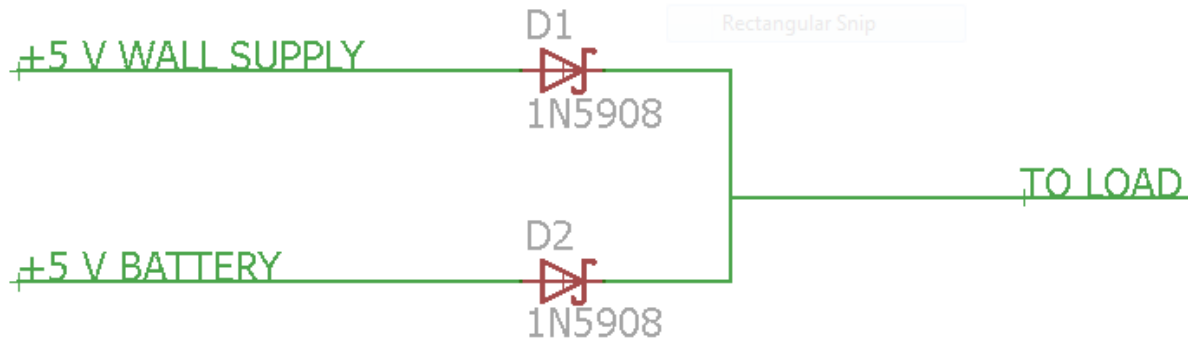 D1
Rectangular Snip
+5 V WALL SUPPLY
1N5908
TO LOAD
D2
+5 V BATTERY
1N5908